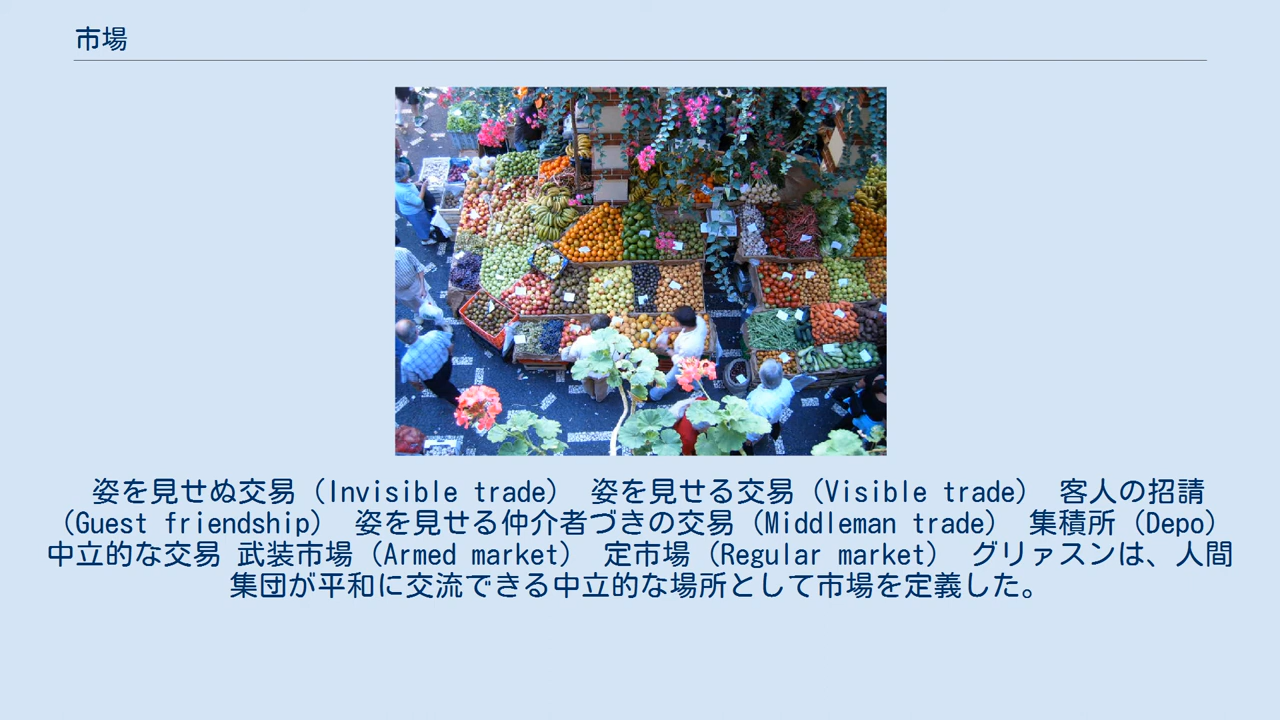 市場
姿を見せぬ交易（Invisible trade） 姿を見せる交易（Visible trade） 客人の招請
（Guest friendship） 姿を見せる仲介者づきの交易（Middleman trade） 集積所（Depo）
中立的な交易 武装市場（Armed market） 定市場（Regular market） グリァスンは、人間
集団が平和に交流できる中立的な場所として市場を定義した。